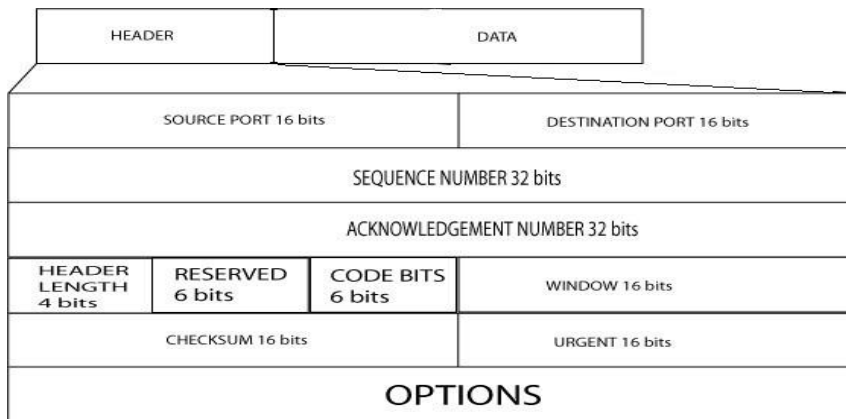 HEADER DATA
SOURCE PORT 16 bits DESTINATION PORT 16 bits
SEQUENCE NUMBER 32 bits
ACKNOWLEDGEMENT NUMBER 32 bits
HEADER
LENGTH
4 bits
RESERVED
6 bits
CODE BITS
6 bits
WINDOW 16 bits
CHECKSUM 16 bits URGENT 16 bits
OPTIONS